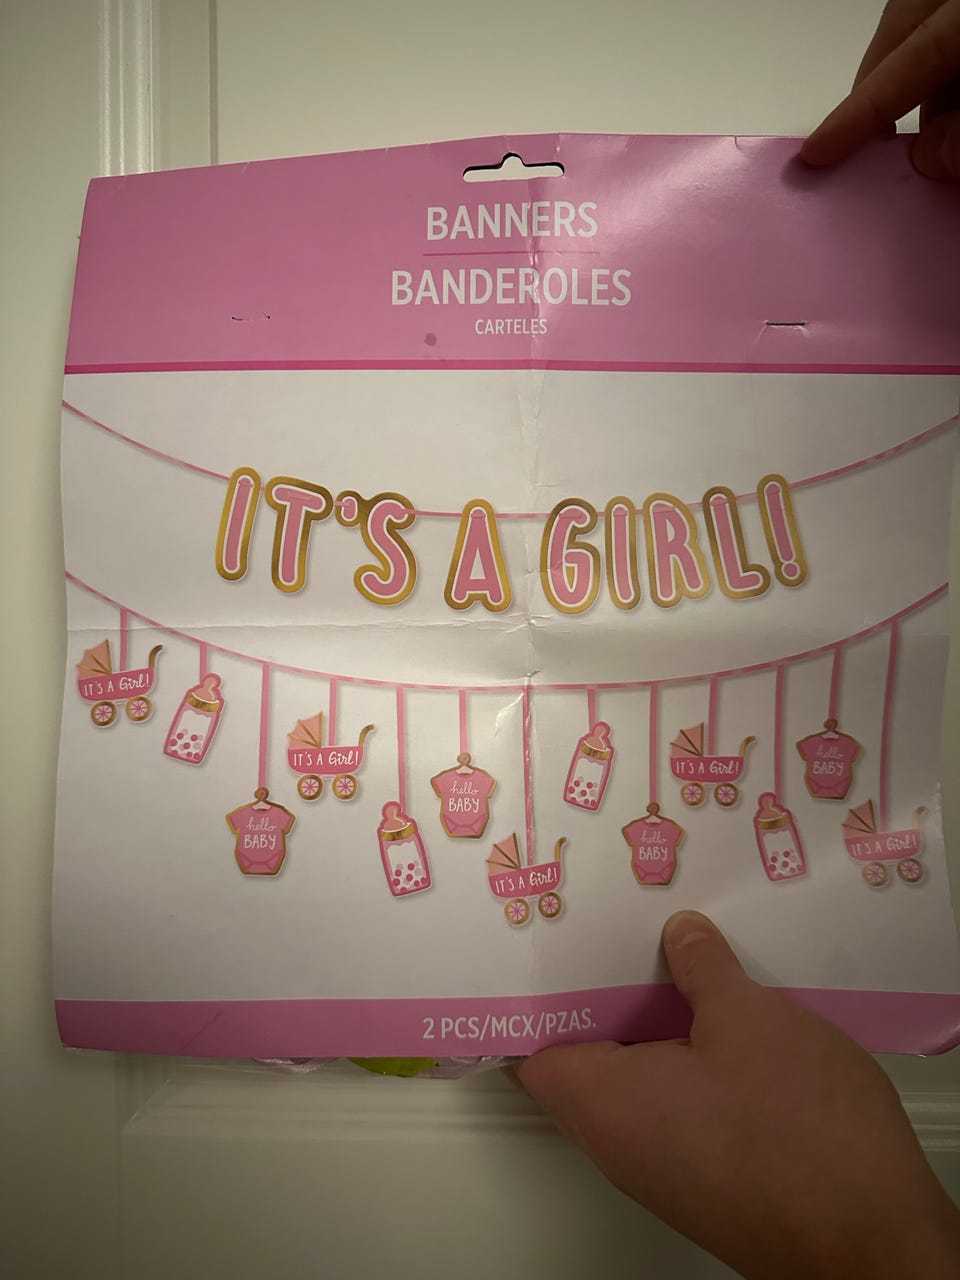 BANNERS
BANDEROLES
CARTELES
IT'S A GIRL!
IT'S A Girl!
hello
BABY
IT'S A Girl!
hello
BABY
IT'S A Girl!
hello
BABY
IT'S A Girl!
hello
BABY
IT'S A Girl!
2 PCS/MCX/PZAS.